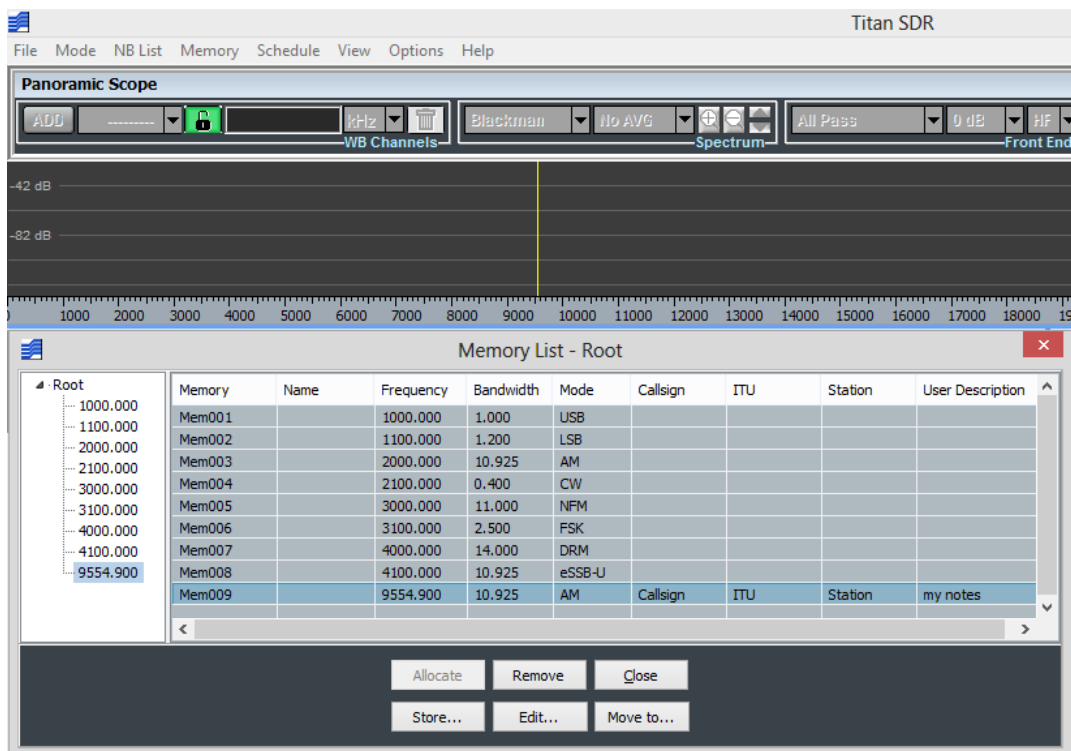 Titan SDR
File Mode NB List Memory Schedule View Options Help
Panoramic Scope
ADD --------- kHz Blackman No AVG All Pass 0 dB HF
WB Channels Spectrum Front End
-42 dB
-82 dB
1000 2000 3000 4000 5000 6000 7000 8000 9000 10000 11000 12000 13000 14000 15000 16000 17000 18000 19
Memory List - Root
Root
1000.000
1100.000
2000.000
2100.000
3000.000
3100.000
4000.000
4100.000
9554.900
Memory Name Frequency Bandwidth Mode Callsign ITU Station User Description
Mem001 1000.000 1.000 USB
Mem002 1100.000 1.200 LSB
Mem003 2000.000 10.925 AM
Mem004 2100.000 0.400 CW
Mem005 3000.000 11.000 NFM
Mem006 3100.000 2.500 FSK
Mem007 4000.000 14.000 DRM
Mem008 4100.000 10.925 eSSB-U
Mem009 9554.900 10.925 AM Callsign ITU Station my notes
Allocate Remove Close
Store... Edit... Move to...